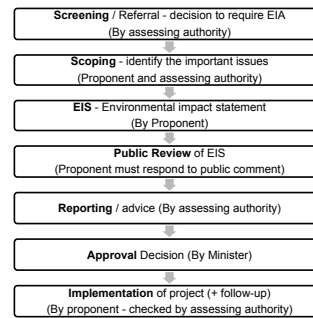 Screening / Referral - decision to require EIA
(By assessing authority)
Scoping - identify the important issues
(Proponent and assessing authority)
EIS - Environmental impact statement
(By Proponent)
Public Review of EIS
(Proponent must respond to public comment)
Reporting / advice (By assessing authority)
Approval Decision (By Minister)
Implementation of project (+ follow-up)
(By proponent - checked by assessing authority)